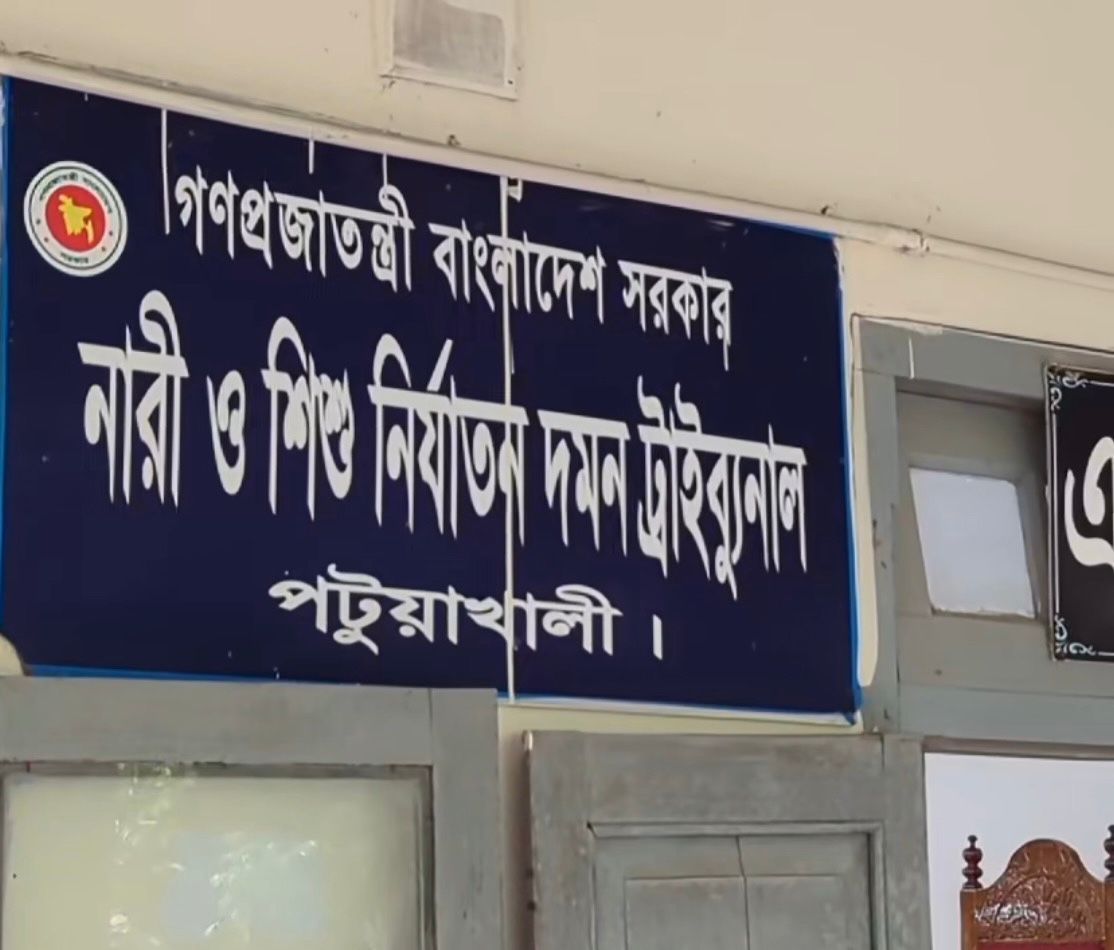 গণপ্রজাতন্ত্রী বাংলাদেশ সরকার
নারী ও শিশু নির্যাতন দমন ট্রাইব্যুনাল
পটুয়াখালী ।